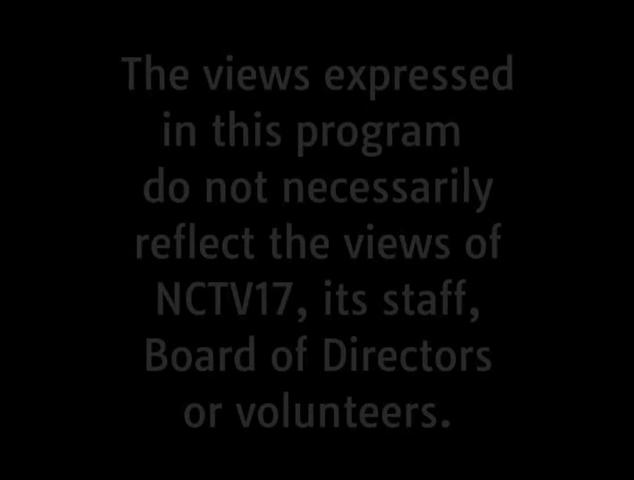 The views expressed
in this program
do not necessarily
reflect the views of
NCTV17, its staff,
Board of Directors
or volunteers.